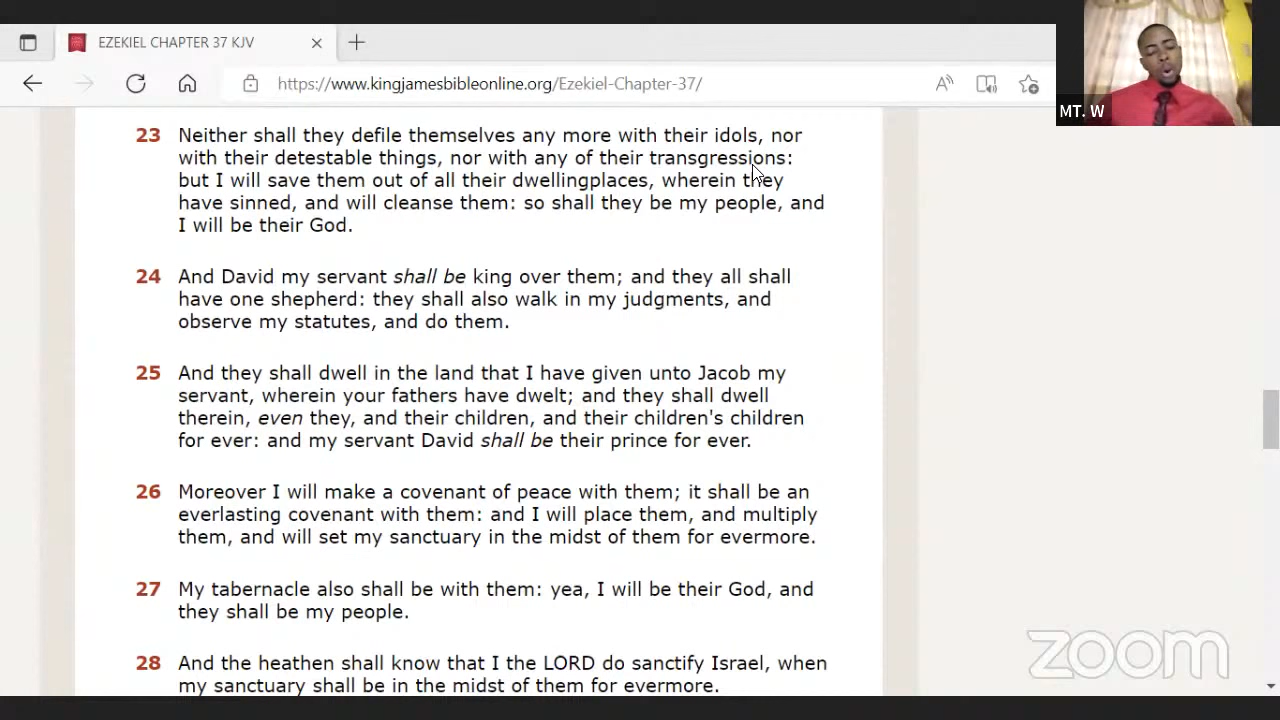 EZEKIEL CHAPTER 37 KJV
https://www.kingjamesbibleonline.org/Ezekiel-Chapter-37/
MT. W
23 Neither shall they defile themselves any more with their idols, nor
with their detestable things, nor with any of their transgressions:
but I will save them out of all their dwellingplaces, wherein they
have sinned, and will cleanse them: so shall they be my people, and
I will be their God.
24 And David my servant shall be king over them; and they all shall
have one shepherd: they shall also walk in my judgments, and
observe my statutes, and do them.
25 And they shall dwell in the land that I have given unto Jacob my
servant, wherein your fathers have dwelt; and they shall dwell
therein, even they, and their children, and their children's children
for ever: and my servant David shall be their prince for ever.
26 Moreover I will make a covenant of peace with them; it shall be an
everlasting covenant with them: and I will place them, and multiply
them, and will set my sanctuary in the midst of them for evermore.
27 My tabernacle also shall be with them: yea, I will be their God, and
they shall be my people.
28 And the heathen shall know that I the LORD do sanctify Israel, when
my sanctuary shall be in the midst of them for evermore.
zoom